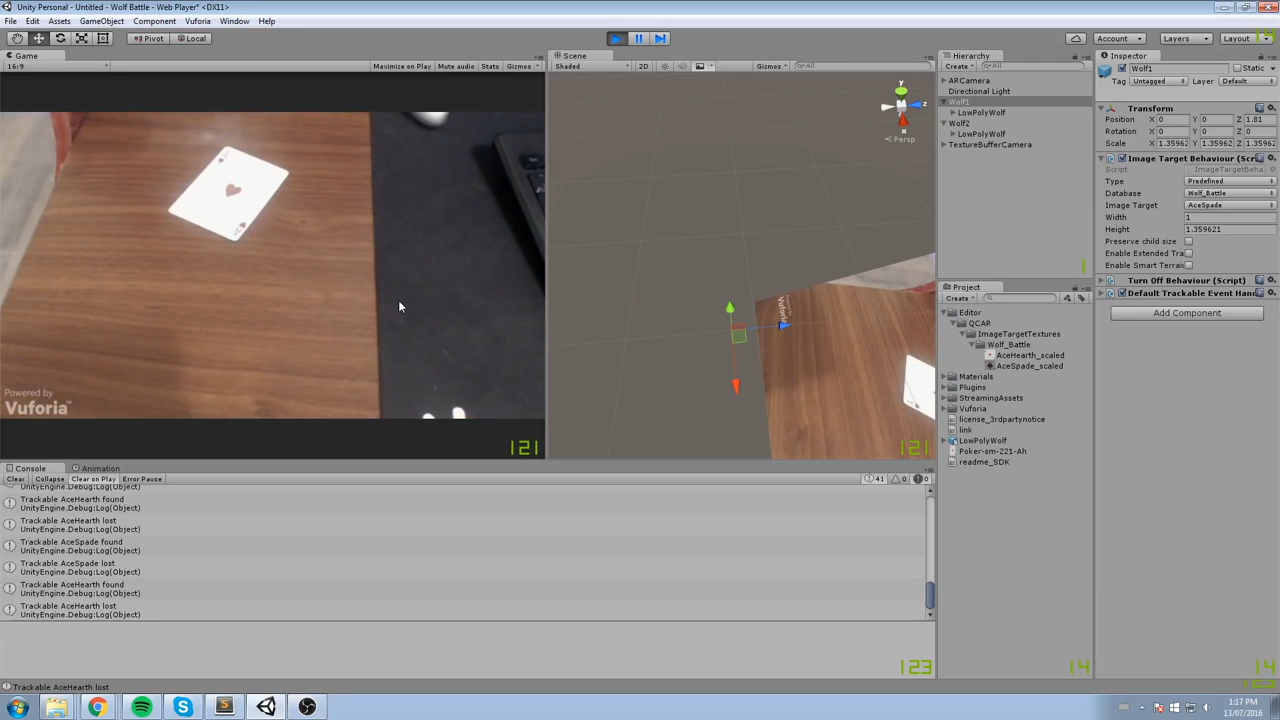 Unity Personal - Untitled - Wolf Battle - Web Player* <DX11>
File Edit Assets GameObject Component Vuforia Window Help
Pivot Local Account Layers Layout
Game
16:9 Maximize on Play Mute audio Stats Gizmos
Powered by
Vuforia™
121
Scene
Shaded 2D Gizmos All
y
z
x
Persp
Vuforia
121
Hierarchy
Create All
ARCamera
Directional Light
Wolf1
LowPolyWolf
Wolf2
LowPolyWolf
TextureBufferCamera
Project
Create
Editor
QCAR
ImageTargetTextures
Wolf_Battle
AceHearth_scaled
AceSpade_scaled
Materials
Plugins
StreamingAssets
Vuforia
license_3rdpartynotice
link
LowPolyWolf
Poker-sm-221-Ah
readme_SDK
14
Inspector
Wolf1 Static
Tag Untagged Layer Default
Transform
Position X 0 Y 0 Z 1.81
Rotation X 0 Y 0 Z 0
Scale X 1.35962 Y 1.35962 Z 1.35962
Image Target Behaviour (Scri
Script ImageTargetBeha
Type Predefined
Database Wolf_Battle
Image Target AceSpade
Width 1
Height 1.359621
Preserve child size
Enable Extended Tra
Enable Smart Terrai
Turn Off Behaviour (Script)
Default Trackable Event Hand
Add Component
14
Console Animation
Clear Collapse Clear on Play Error Pause 41 0 0
UnityEngine.Debug:Log(Object)
Trackable AceHearth found
UnityEngine.Debug:Log(Object)
Trackable AceHearth lost
UnityEngine.Debug:Log(Object)
Trackable AceSpade found
UnityEngine.Debug:Log(Object)
Trackable AceSpade lost
UnityEngine.Debug:Log(Object)
Trackable AceHearth found
UnityEngine.Debug:Log(Object)
Trackable AceHearth lost
UnityEngine.Debug:Log(Object)
123
Trackable AceHearth lost
1:17 PM
13/07/2016